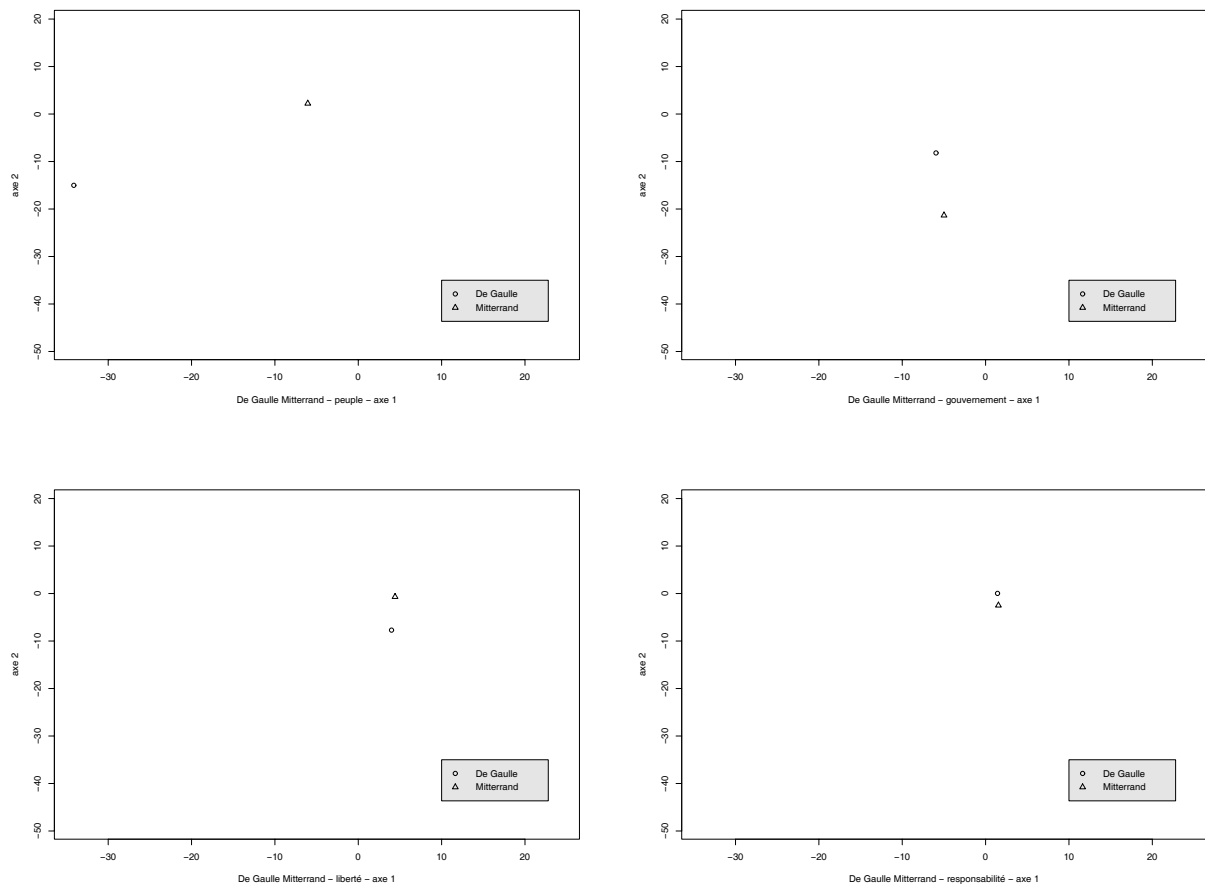 20
10
0
−10
−20
−30
−40
−50
axe 2
De Gaulle
Mitterrand
−30 −20 −10 0 10 20
De Gaulle Mitterrand − peuple − axe 1
20
10
0
−10
−20
−30
−40
−50
axe 2
De Gaulle
Mitterrand
−30 −20 −10 0 10 20
De Gaulle Mitterrand − gouvernement − axe 1
20
10
0
−10
−20
−30
−40
−50
axe 2
De Gaulle
Mitterrand
−30 −20 −10 0 10 20
De Gaulle Mitterrand − liberté − axe 1
20
10
0
−10
−20
−30
−40
−50
axe 2
De Gaulle
Mitterrand
−30 −20 −10 0 10 20
De Gaulle Mitterrand − responsabilité − axe 1